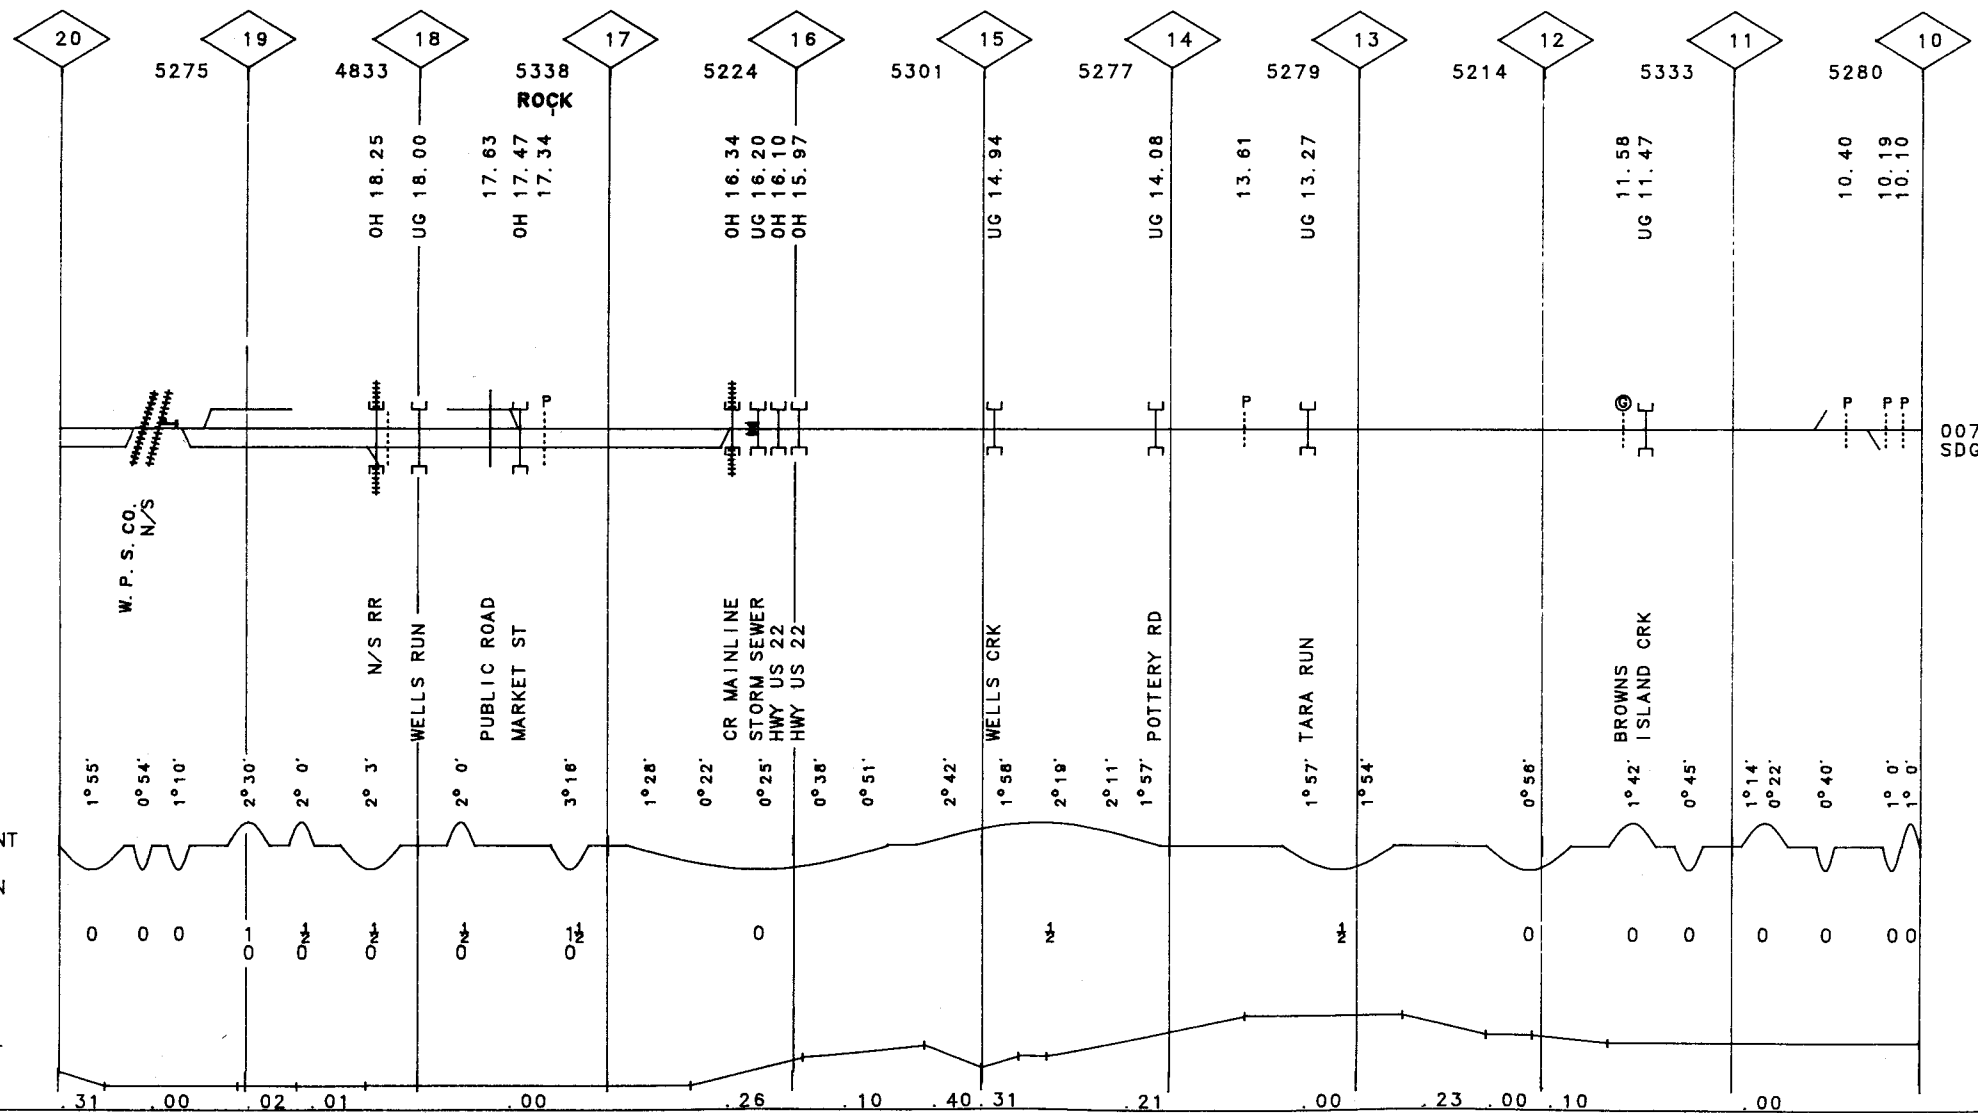 20 19 18 17 16 15 14 13 12 11 10
5275 4833 5338 5224 5301 5277 5279 5214 5333 5280
ROCK
OH 18.25
UG 18.00
17.63
OH 17.47
17.34
OH 16.34
UG 16.20
OH 16.10
OH 15.97
UG 14.94
UG 14.08
13.61
UG 13.27
11.58
UG 11.47
10.40
10.19
10.10
P P G P P P
007
SDG
W.P.S.CO.
N/S
N/S RR
WELLS RUN
PUBLIC ROAD
MARKET ST
CR MAINLINE
STORM SEWER
HWY US 22
HWY US 22
WELLS CRK
POTTERY RD
TARA RUN
BROWNS
ISLAND CRK
1°55' 0°54' 1°10' 2°30' 2° 0' 2° 3' 2° 0' 3°16' 1°28' 0°22' 0°25' 0°38' 0°51' 2°42' 1°58' 2°19' 2°11' 1°57' 1°57' 1°54' 0°56' 1°42' 0°45' 1°14' 0°22' 0°40' 1° 0' 1° 0'
NT
N
0 0 0 1 ½ ½ ½ 1½ 0 ½ ½ 0 0 0 0 0 0 0
0 0 0 0 0
.31 .00 .02 .01 .00 .26 .10 .40 .31 .21 .00 .23 .00 .10 .00